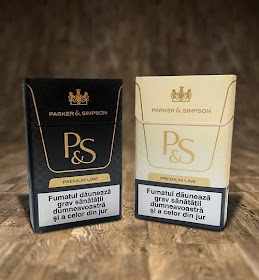 PARKER & SIMPSON
P&S
PREMIUM LINE
Fumatul dăunează
grav sănătății
dumneavoastră
și a celor din jur
PARKER & SIMPSON
P&S
PREMIUM LINE
Fumatul dăunează
grav sănătății
dumneavoastră
și a celor din jur